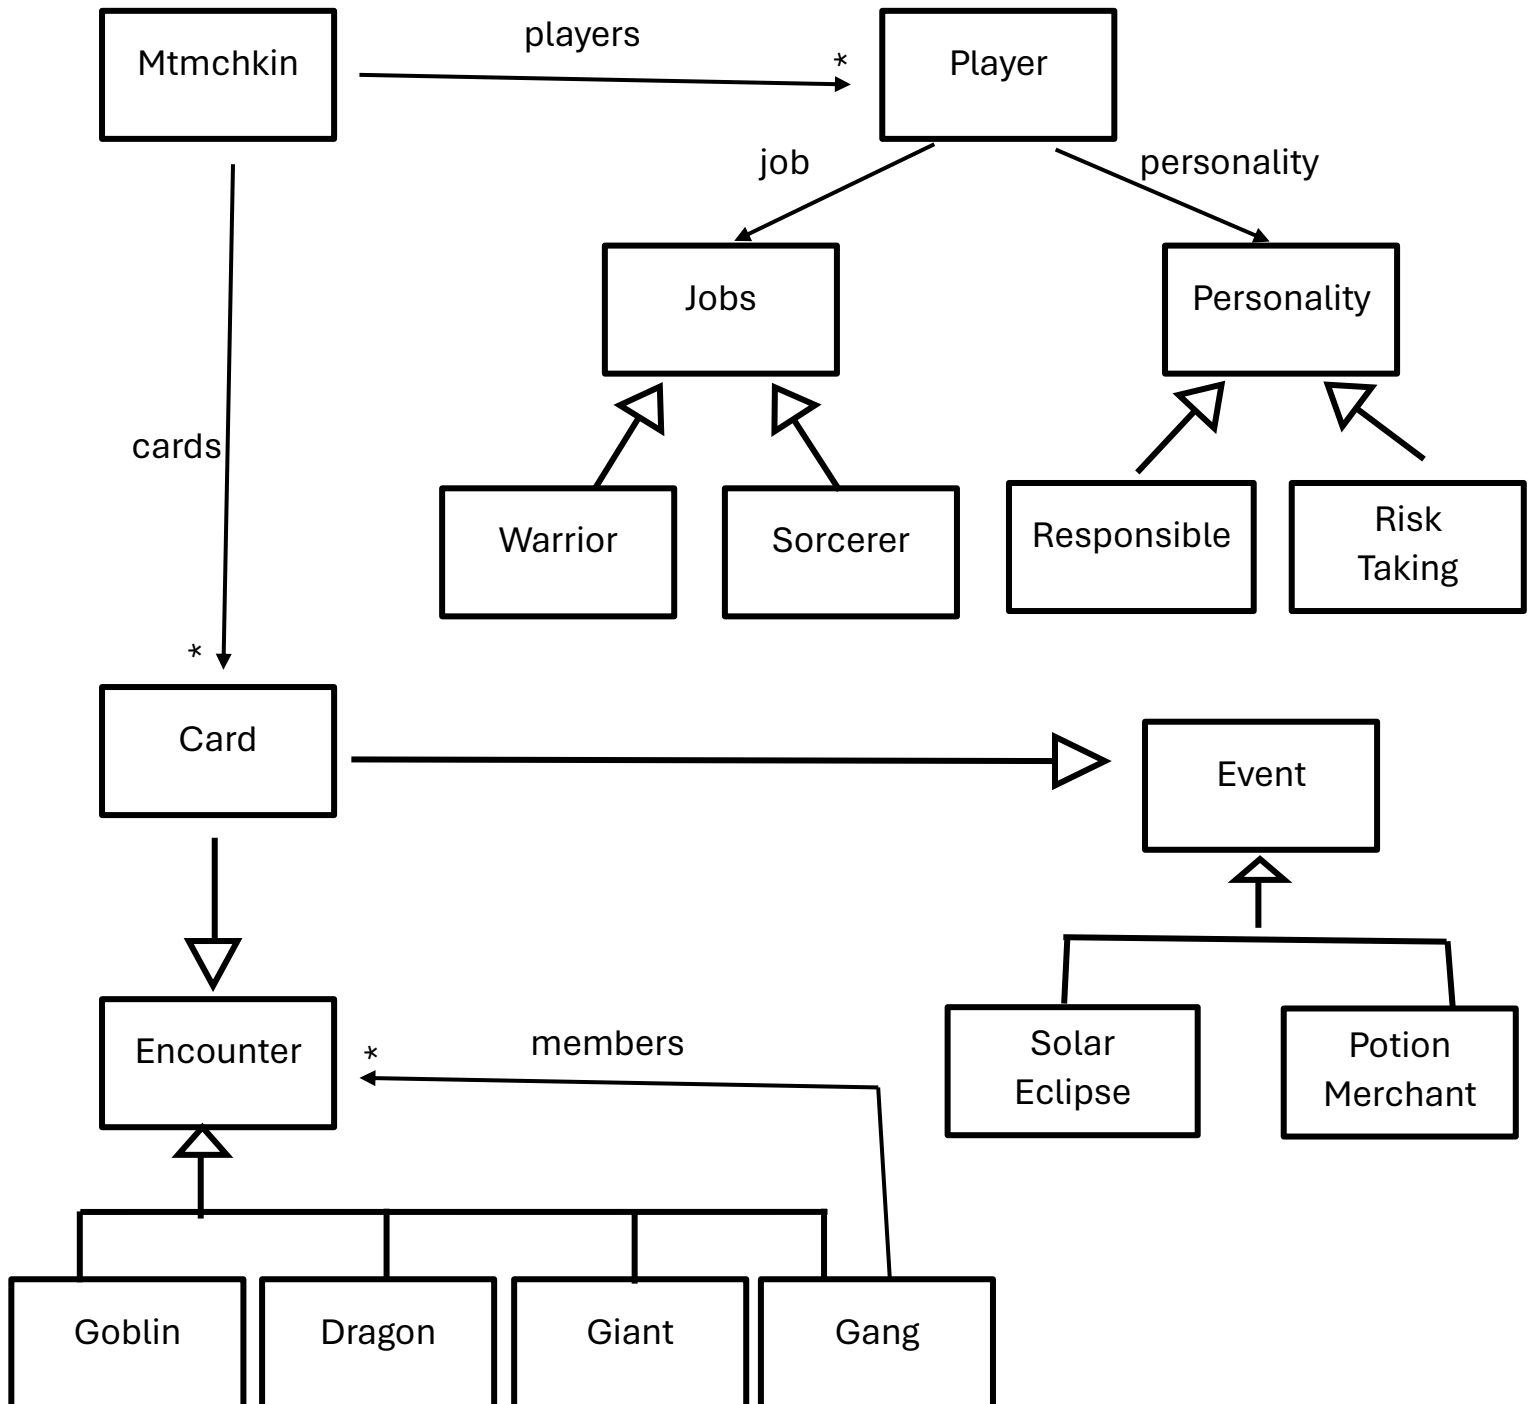 Mtmchkin
players
*
Player
job
personality
Jobs
Personality
Warrior
Sorcerer
Responsible
Risk
Taking
cards
*
Card
Event
Encounter
*
members
Solar
Eclipse
Potion
Merchant
Goblin
Dragon
Giant
Gang